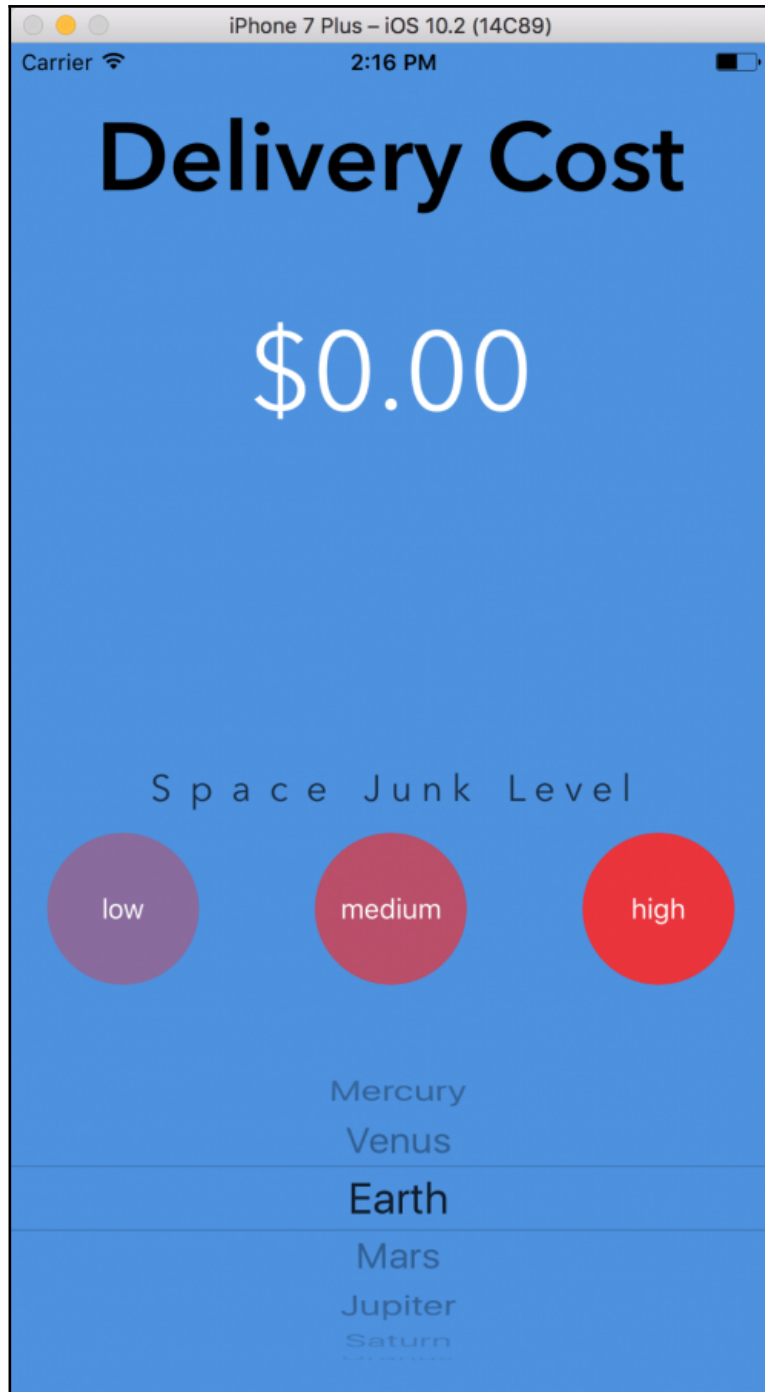 iPhone 7 Plus – iOS 10.2 (14C89)
Carrier 2:16 PM
Delivery Cost
$0.00
Space Junk Level
low medium high
Mercury
Venus
Earth
Mars
Jupiter
Saturn